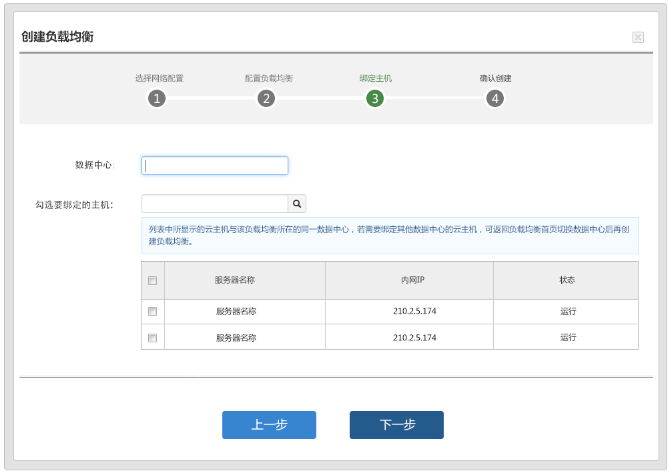 创建负载均衡
选择网络配置 配置负载均衡 绑定主机 确认创建
1 2 3 4
数据中心:
勾选要绑定的主机:
列表中所显示的云主机与该负载均衡所在的同一数据中心，若需要绑定其他数据中心的云主机，可返回负载均衡首页切换数据中心后再创
建负载均衡。
服务器名称 内网IP 状态
服务器名称 210.2.5.174 运行
服务器名称 210.2.5.174 运行
上一步 下一步